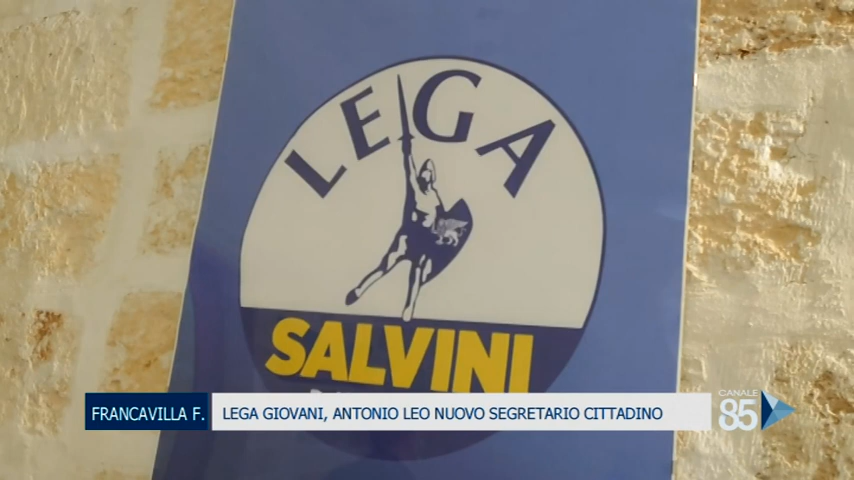 LEGA
SALVINI
FRANCAVILLA F.
LEGA GIOVANI, ANTONIO LEO NUOVO SEGRETARIO CITTADINO
CANALE
85